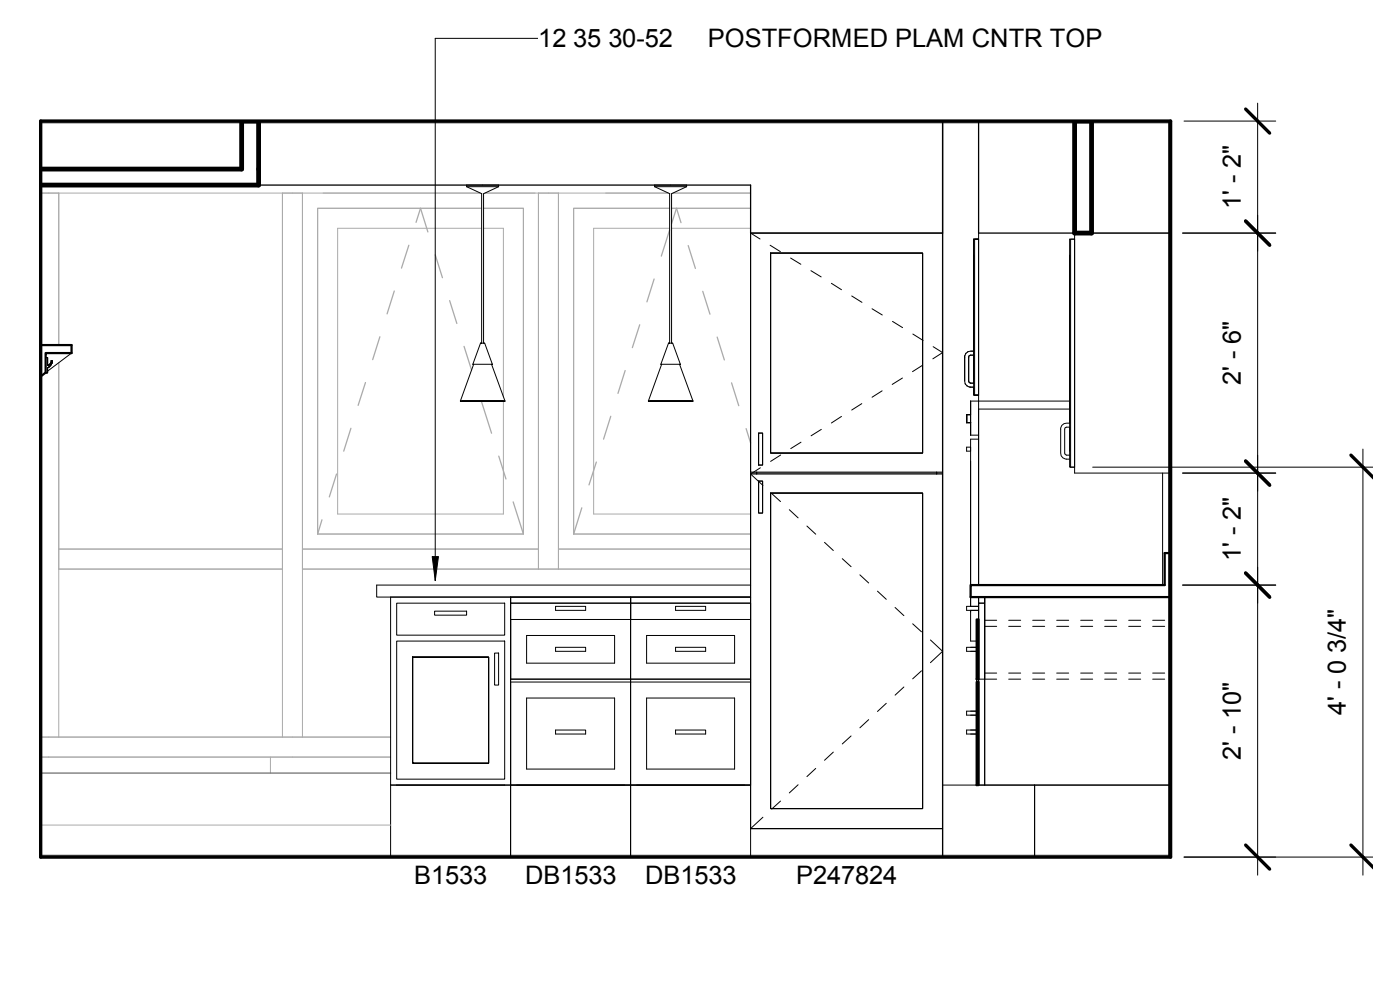 12 35 30-52 POSTFORMED PLAM CNTR TOP
1' - 2"
2' - 6"
1' - 2"
4' - 0 3/4"
2' - 10"
B1533 DB1533 DB1533 P247824